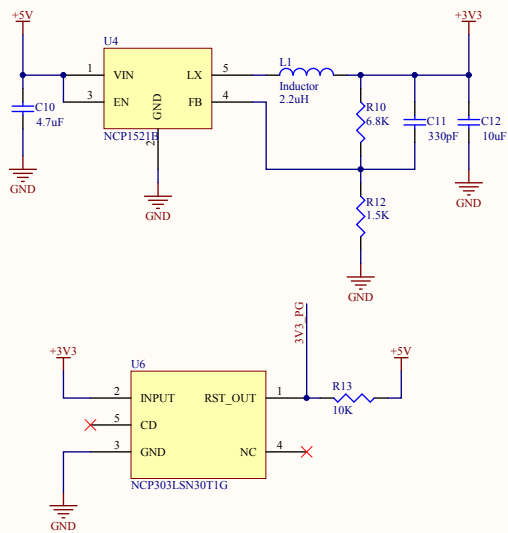 +5V
+3V3
U4
L1
1
VIN
LX
5
Inductor
2.2uH
3
EN
FB
4
GND
R10
6.8K
C10
4.7uF
C11
330pF
C12
10uF
NCP1521B
2
GND
GND
GND
R12
1.5K
GND
3V3_PG
+3V3
U6
+5V
2
INPUT
RST_OUT
1
R13
10K
5
CD
3
GND
NC
4
NCP303LSN30T1G
GND